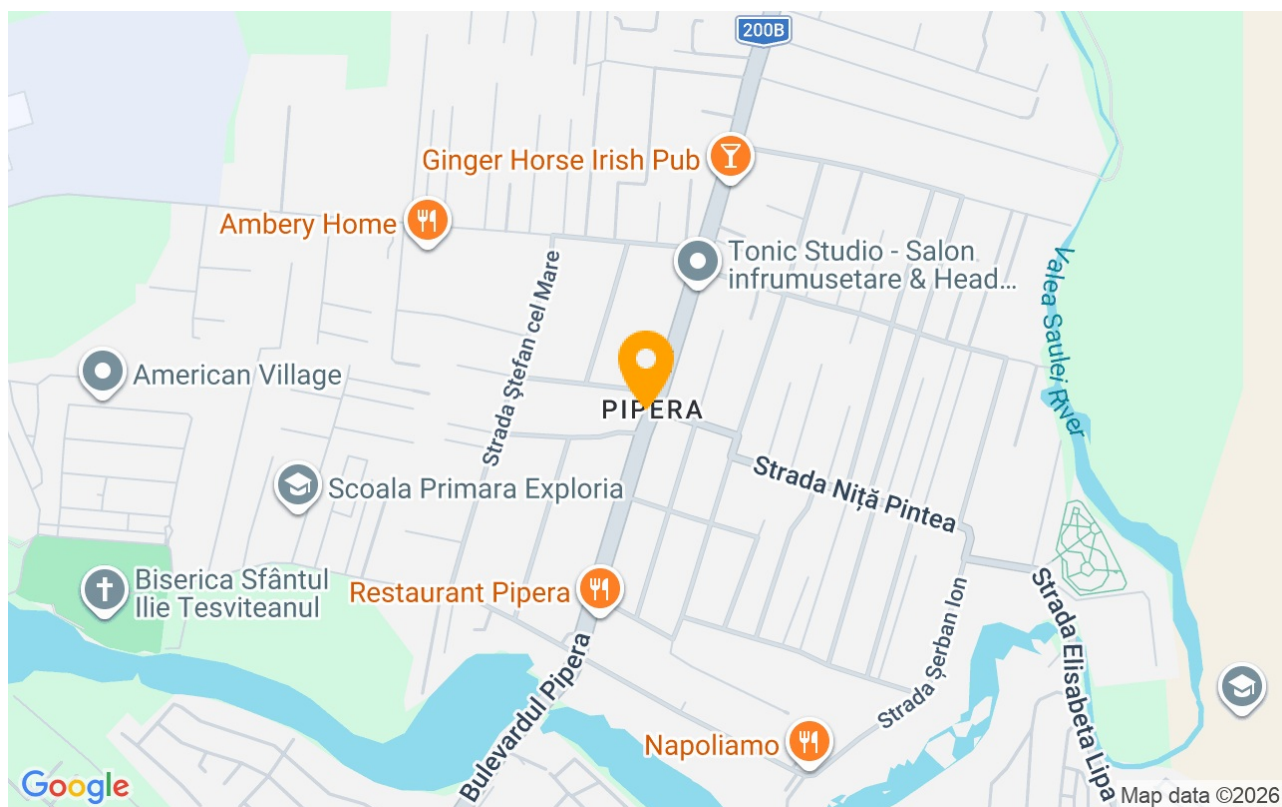 200B
Ginger Horse Irish Pub
Ambery Home
Tonic Studio - Salon
infrumusetare & Head...
Strada Ștefan cel Mare
Valea Saulei River
American Village
PIPERA
Strada Niță Pintea
Scoala Primara Exploria
Biserica Sfântul
Ilie Tesviteanul
Restaurant Pipera
Strada Șerban Ion
Strada Elisabeta Lipa
Bulevardul Pipera
Napoliamo
Google
Map data ©2026